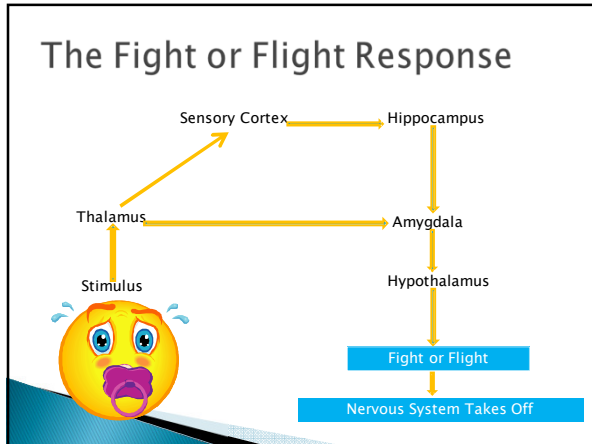 The Fight or Flight Response
Sensory Cortex
Hippocampus
Thalamus
Amygdala
Stimulus
Hypothalamus
Fight or Flight
Nervous System Takes Off